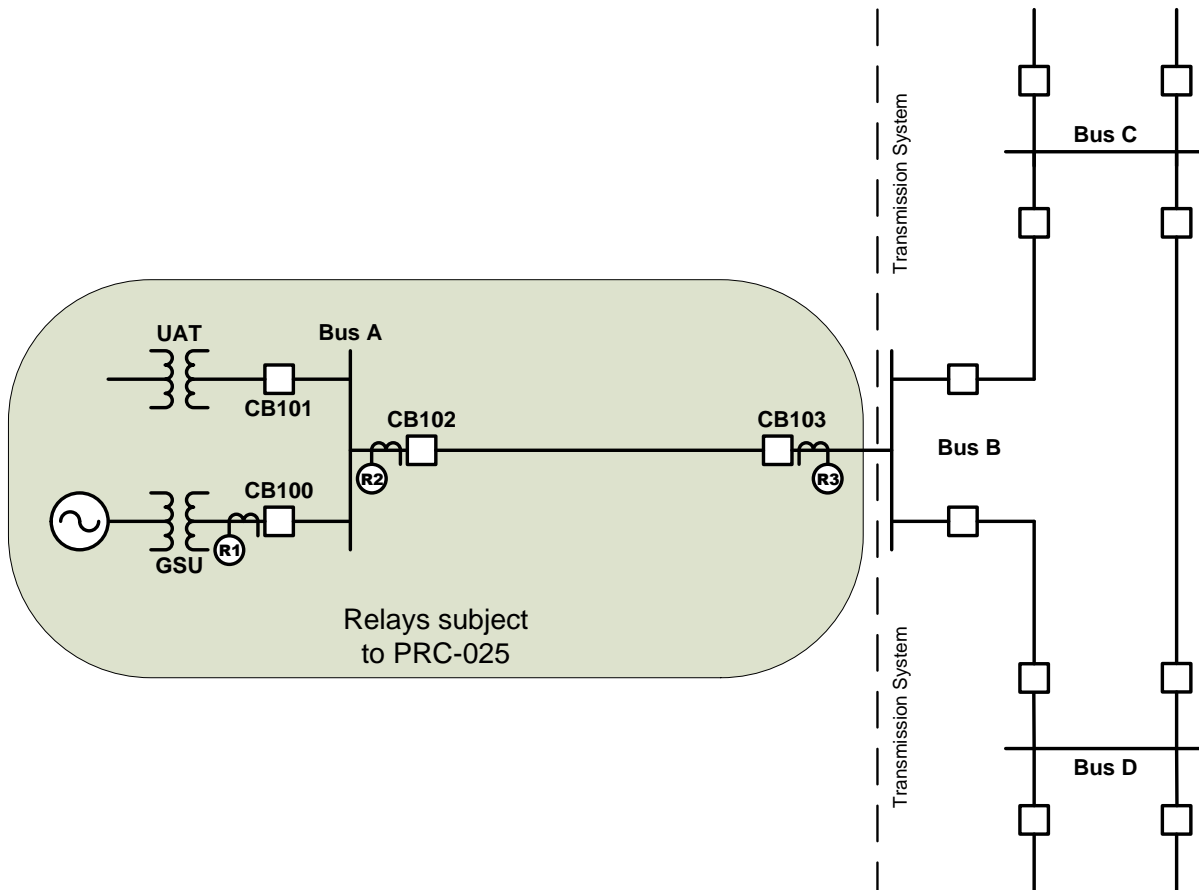 Transmission System
Bus C
UAT
Bus A
CB101
CB102
CB103
R2
R3
Bus B
CB100
R1
GSU
Relays subject
to PRC-025
Transmission System
Bus D